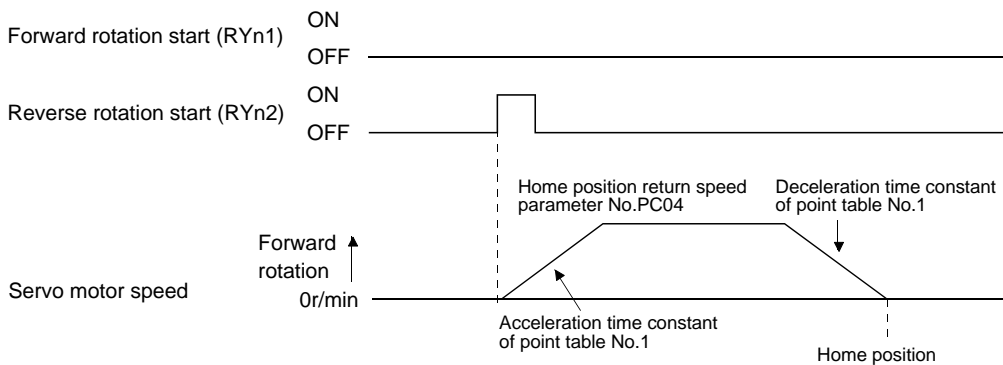 Forward rotation start (RYn1)
ON
OFF
Reverse rotation start (RYn2)
ON
OFF
Home position return speed
parameter No.PC04
Deceleration time constant
of point table No.1
Forward
rotation
Servo motor speed
0r/min
Acceleration time constant
of point table No.1
Home position